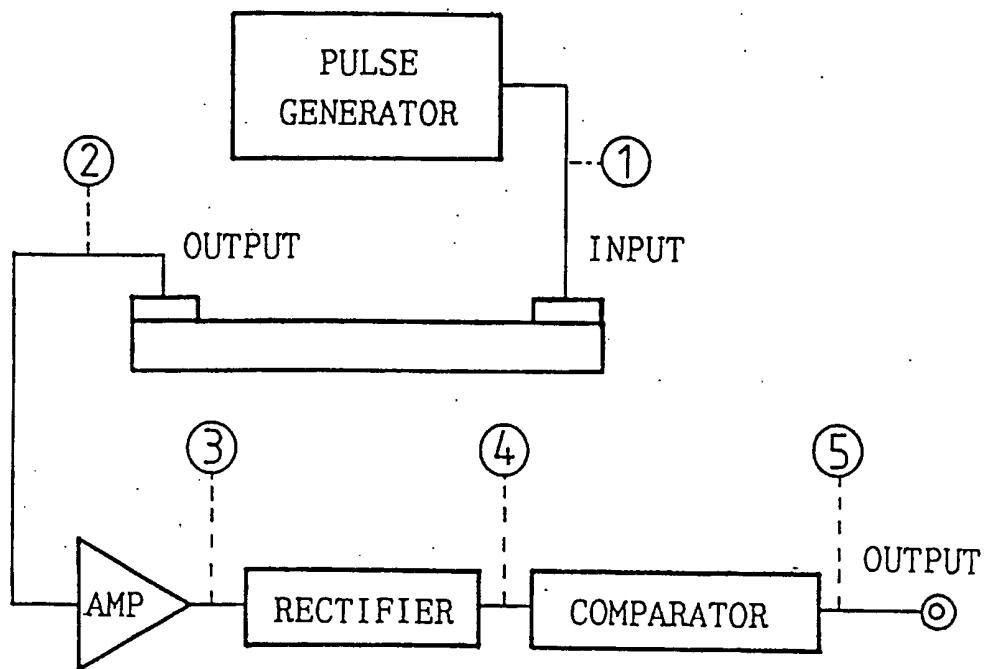 PULSE
GENERATOR
①
②
OUTPUT
INPUT
③
④
⑤
OUTPUT
AMP
RECTIFIER
COMPARATOR